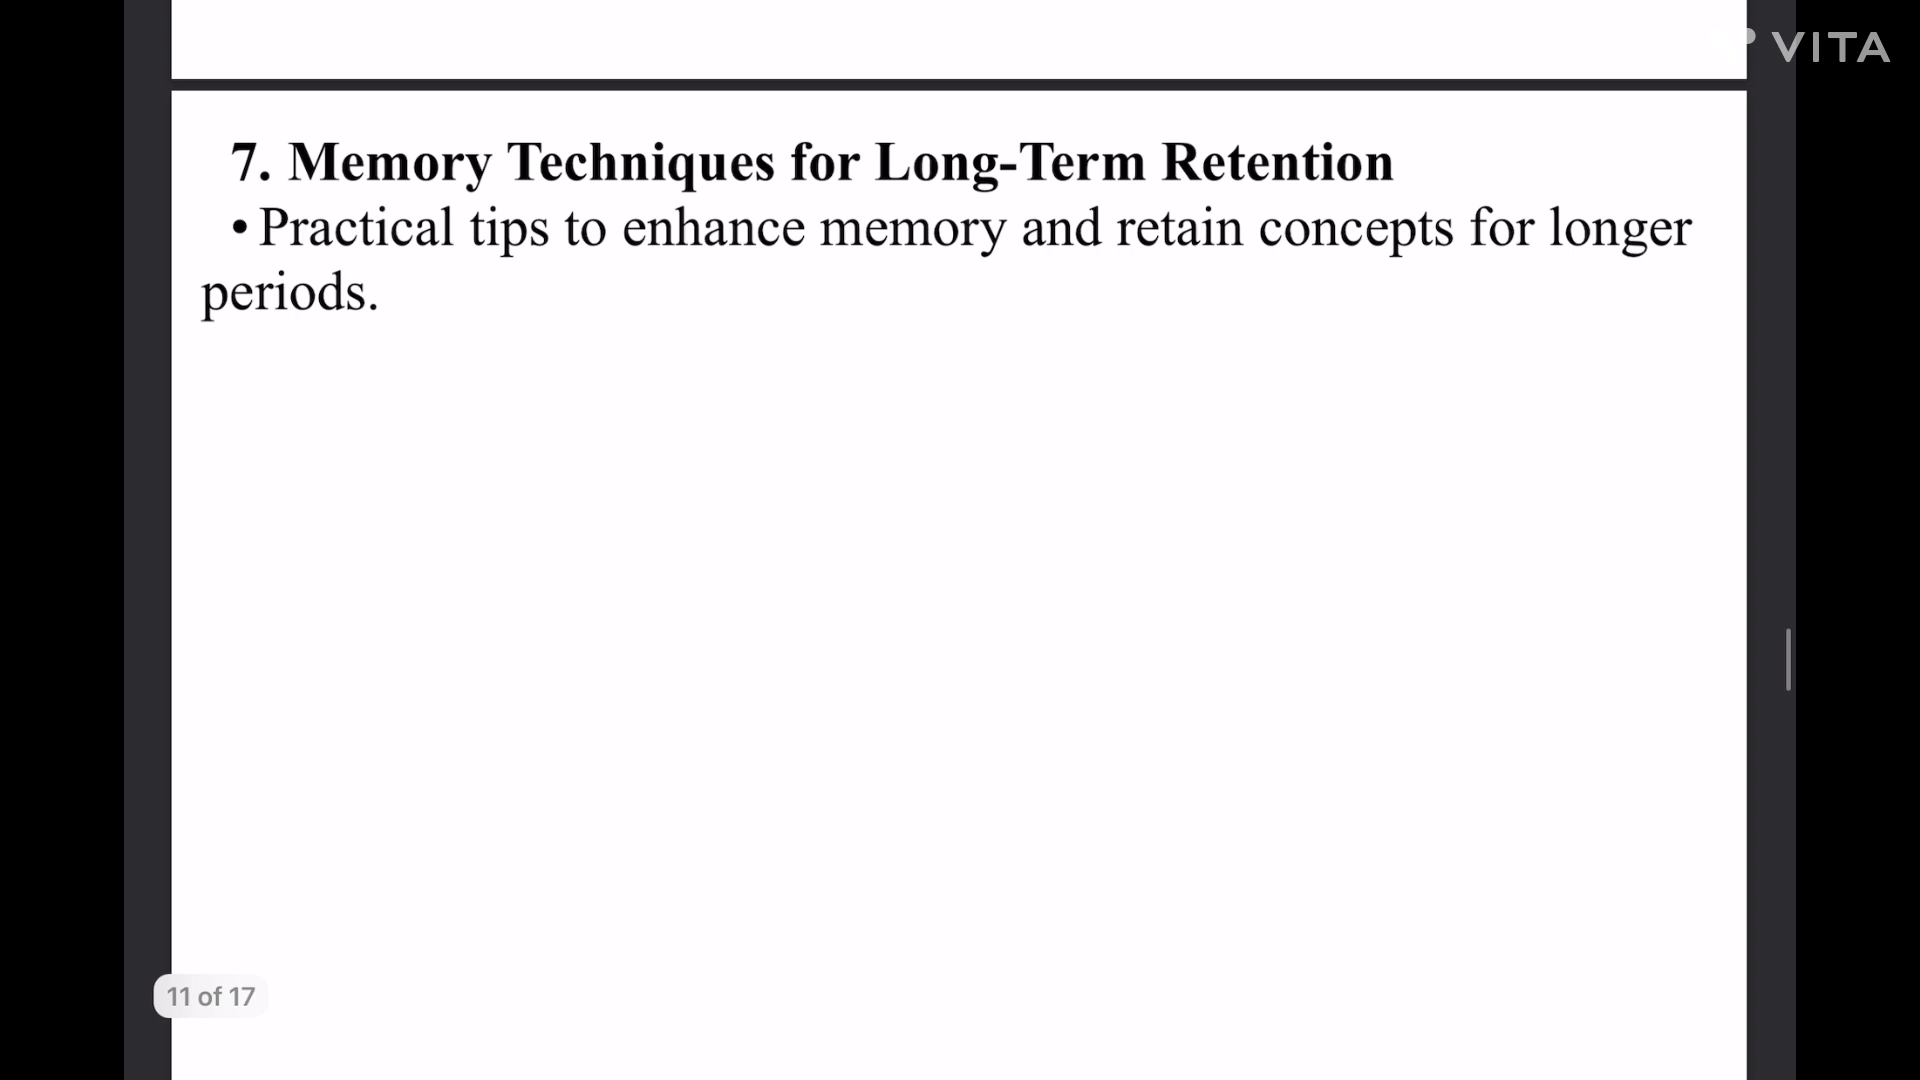 VITA
7. Memory Techniques for Long-Term Retention
• Practical tips to enhance memory and retain concepts for longer
periods.
11 of 17